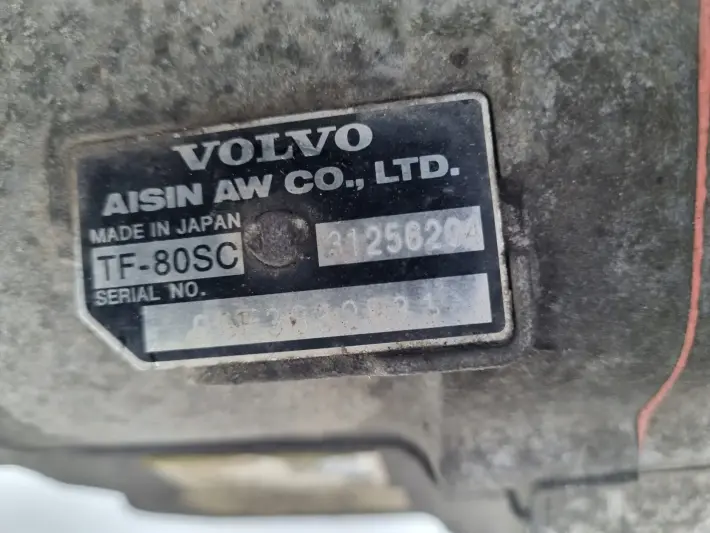 VOLVO
AISIN AW CO., LTD.
MADE IN JAPAN
TF-80SC
31256204
SERIAL NO.